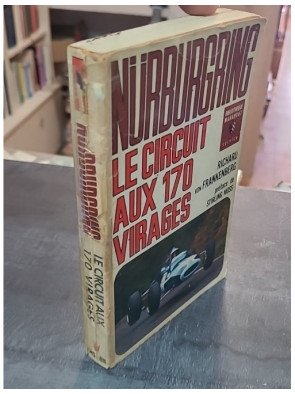 NÜRBURGRING
LE CIRCUIT
AUX 170
VIRAGES
RICHARD
VON FRANKENBERG
préface de
STIRLING MOSS
NÜRBURGRING
LE CIRCUIT AUX
170 VIRAGES